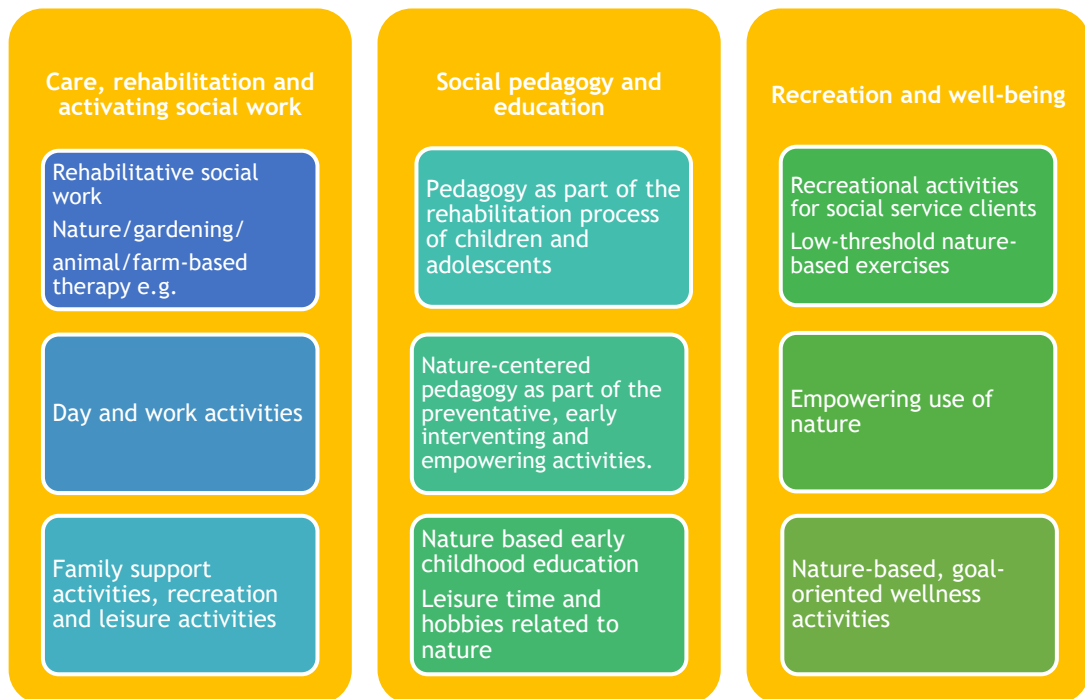 Care, rehabilitation and
activating social work
Rehabilitative social
work
Nature/gardening/
animal/farm-based
therapy e.g.
Day and work activities
Family support
activities, recreation
and leisure activities
Social pedagogy and
education
Pedagogy as part of the
rehabilitation process
of children and
adolescents
Nature-centered
pedagogy as part of the
preventative, early
interventing and
empowering activities.
Nature based early
childhood education
Leisure time and
hobbies related to
nature
Recreation and well-being
Recreational activities
for social service clients
Low-threshold nature-
based exercises
Empowering use of
nature
Nature-based, goal-
oriented wellness
activities